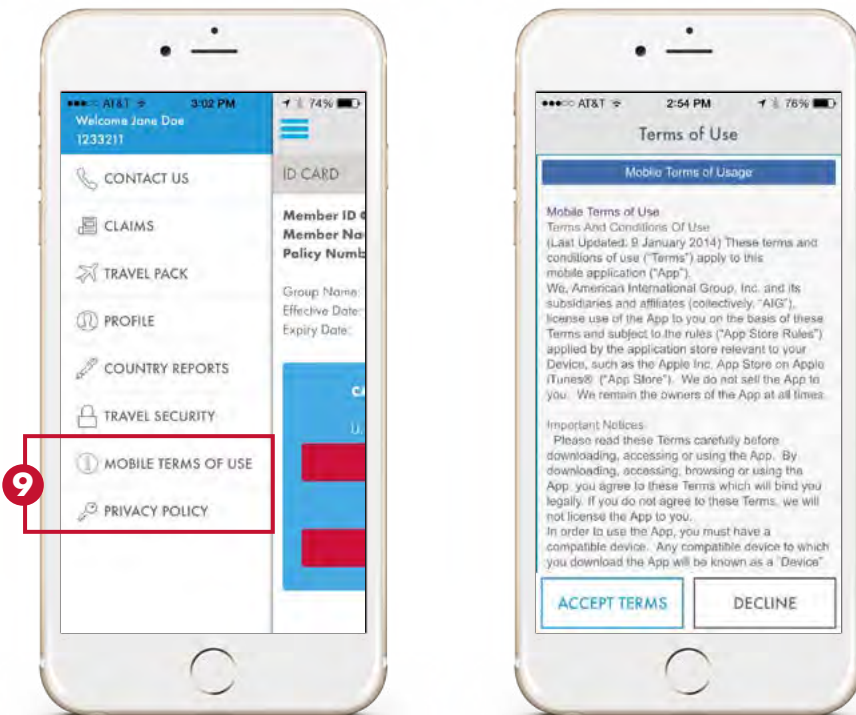 AT&T 3:02 PM 74%
Welcome Jane Doe
1233211
CONTACT US
CLAIMS
TRAVEL PACK
PROFILE
COUNTRY REPORTS
TRAVEL SECURITY
9
MOBILE TERMS OF USE
PRIVACY POLICY
ID CARD
Member ID
Member Na
Policy Numb
Group Name:
Effective Date:
Expiry Date:
U.
AT&T 2:54 PM 76%
Terms of Use
Mobile Terms of Usage
Mobile Terms of Use
Terms And Conditions Of Use
(Last Updated: 9 January 2014) These terms and
conditions of use ("Terms") apply to this
mobile application ("App").
We, American International Group, Inc. and its
subsidiaries and affiliates (collectively, "AIG"),
license use of the App to you on the basis of these
Terms and subject to the rules ("App Store Rules")
applied by the application store relevant to your
Device, such as the Apple Inc. App Store on Apple
iTunes® ("App Store"). We do not sell the App to
you. We remain the owners of the App at all times.
Important Notices
Please read these Terms carefully before
downloading, accessing or using the App. By
downloading, accessing, browsing or using the
App, you agree to these Terms which will bind you
legally. If you do not agree to these Terms, we will
not license the App to you.
In order to use the App, you must have a
compatible device. Any compatible device to which
you download the App will be known as a "Device"
ACCEPT TERMS DECLINE